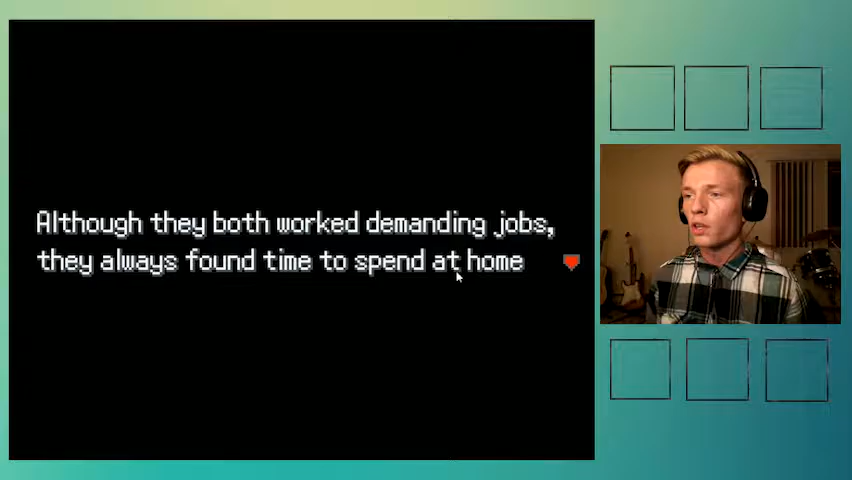 Although they both worked demanding jobs,
they always found time to spend at home